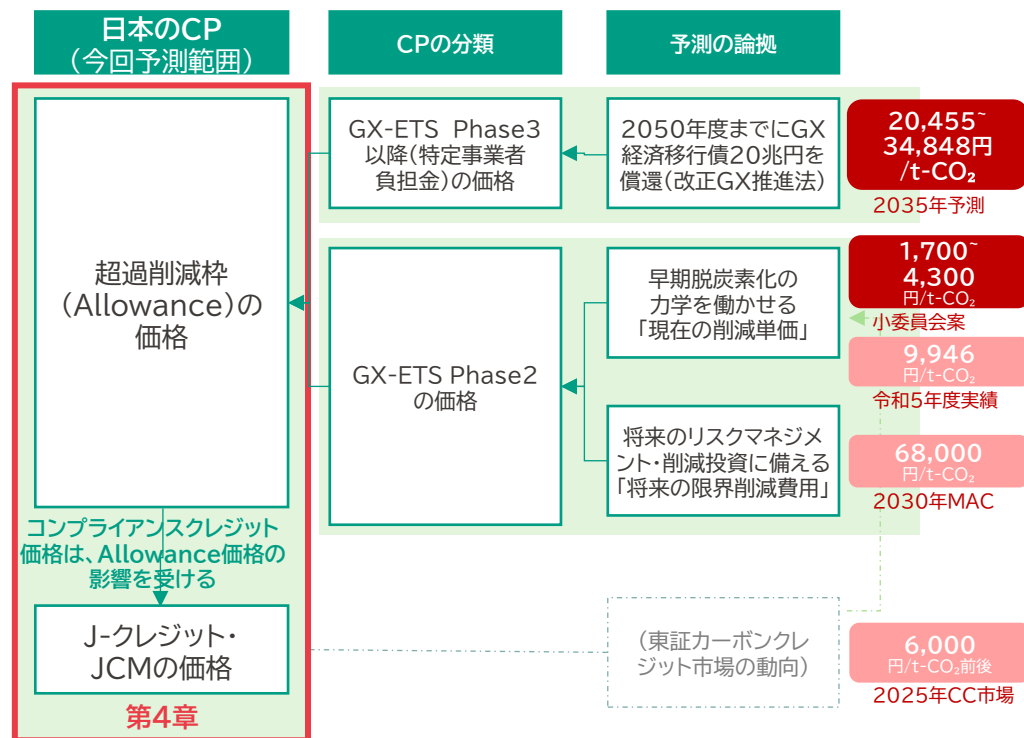 日本のCP
（今回予測範囲）
CPの分類
予測の論拠
超過削減枠
（Allowance）の
価格
コンプライアンスクレジット
価格は、Allowance価格の
影響を受ける
J-クレジット・
JCMの価格
第4章
GX-ETS Phase3
以降（特定事業者
負担金）の価格
2050年度までにGX
経済移行債20兆円を
償還（改正GX推進法）
20,455~
34,848円
/t-CO₂
2035年予測
GX-ETS Phase2
の価格
早期脱炭素化の
力学を働かせる
「現在の削減単価」
1,700~
4,300
円/t-CO₂
小委員会案
9,946
円/t-CO₂
令和5年度実績
将来のリスクマネジメ
ント・削減投資に備える
「将来の限界削減費用」
68,000
円/t-CO₂
2030年MAC
（東証カーボンクレ
ジット市場の動向）
6,000
円/t-CO₂前後
2025年CC市場